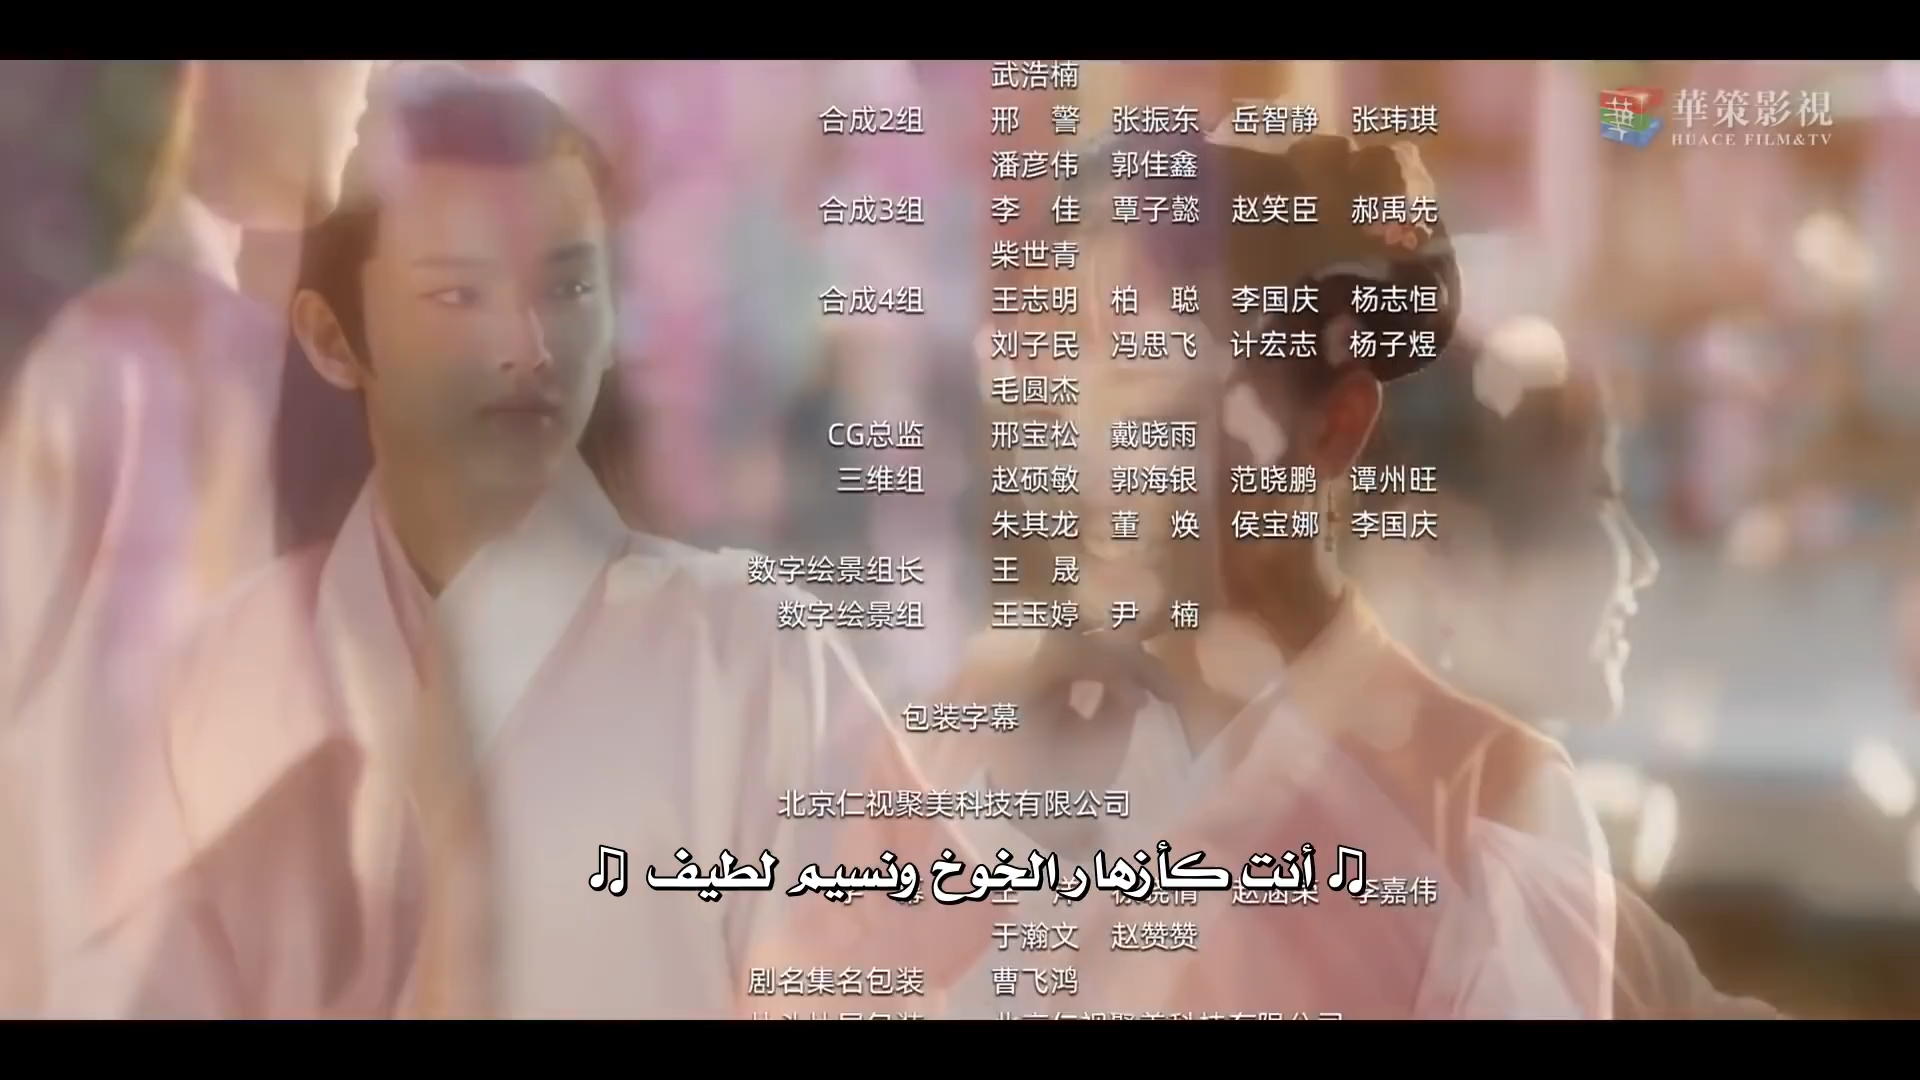 武浩楠
華策影視
HUACE FILM&TV
合成2组 邢 警 张振东 岳智静 张玮琪
潘彦伟 郭佳鑫
合成3组 李 佳 覃子懿 赵笑臣 郝禹先
柴世青
合成4组 王志明 柏 聪 李国庆 杨志恒
刘子民 冯思飞 计宏志 杨子煜
毛圆杰
CG总监 邢宝松 戴晓雨
三维组 赵硕敏 郭海银 范晓鹏 谭州旺
朱其龙 董 焕 侯宝娜 李国庆
数字绘景组长 王 晟
数字绘景组 王玉婷 尹 楠
包装字幕
北京仁视聚美科技有限公司
♫ أنت كأزهار الخوخ ونسيم لطيف ♫
李嘉伟
于瀚文 赵赞赞
剧名集名包装 曹飞鸿